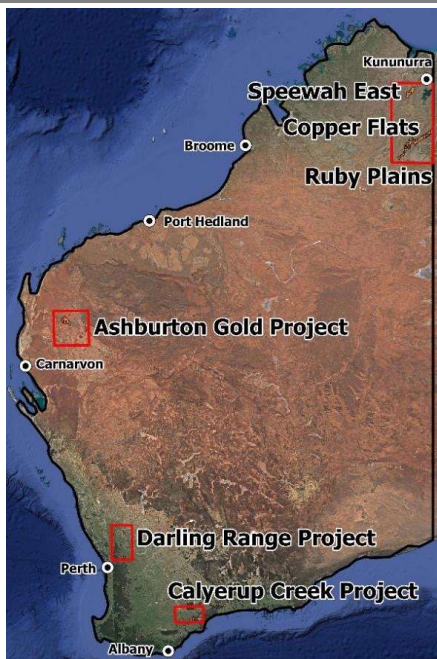 Kununurra
Speewah East
Copper Flats
Broome
Ruby Plains
Port Hedland
Ashburton Gold Project
Carnarvon
Darling Range Project
Perth
Calyerup Creek Project
Albany